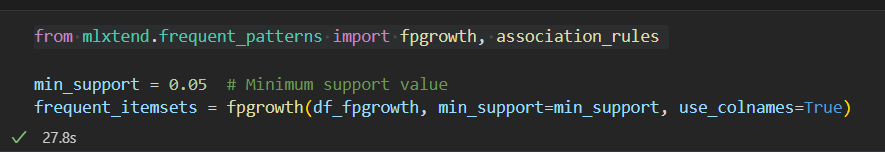 from mlxtend.frequent_patterns import fpgrowth, association_rules
min_support = 0.05  # Minimum support value
frequent_itemsets = fpgrowth(df_fpgrowth, min_support=min_support, use_colnames=True)
✓ 27.8s